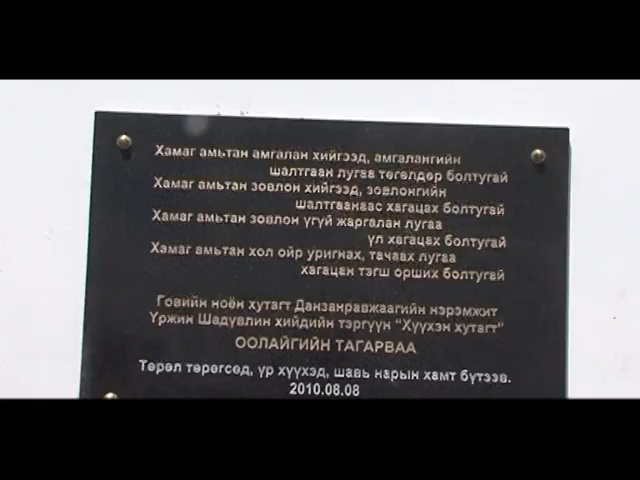 Хамаг амьтан амгалан хийгээд, амгалангийн
шалтгаан лугаа төгөлдөр болтугай
Хамаг амьтан зовлон хийгээд, зовлонгийн
шалтгаанаас хагацах болтугай
Хамаг амьтан зовлон үгүй жаргалан лугаа
үл хагацах болтугай
Хамаг амьтан хол ойр уригнах, тачаах лугаа
хагацан тэгш орших болтугай
Говийн ноён хутагт Данзанравжаагийн нэрэмжит
Үржин Шадүвлин хийдийн тэргүүн "Хүүхэн хутагт"
ООЛАЙГИЙН ТАГАРВАА
Төрөл төрөгсөд, үр хүүхэд, шавь нарын хамт бүтээв.
2010.08.08